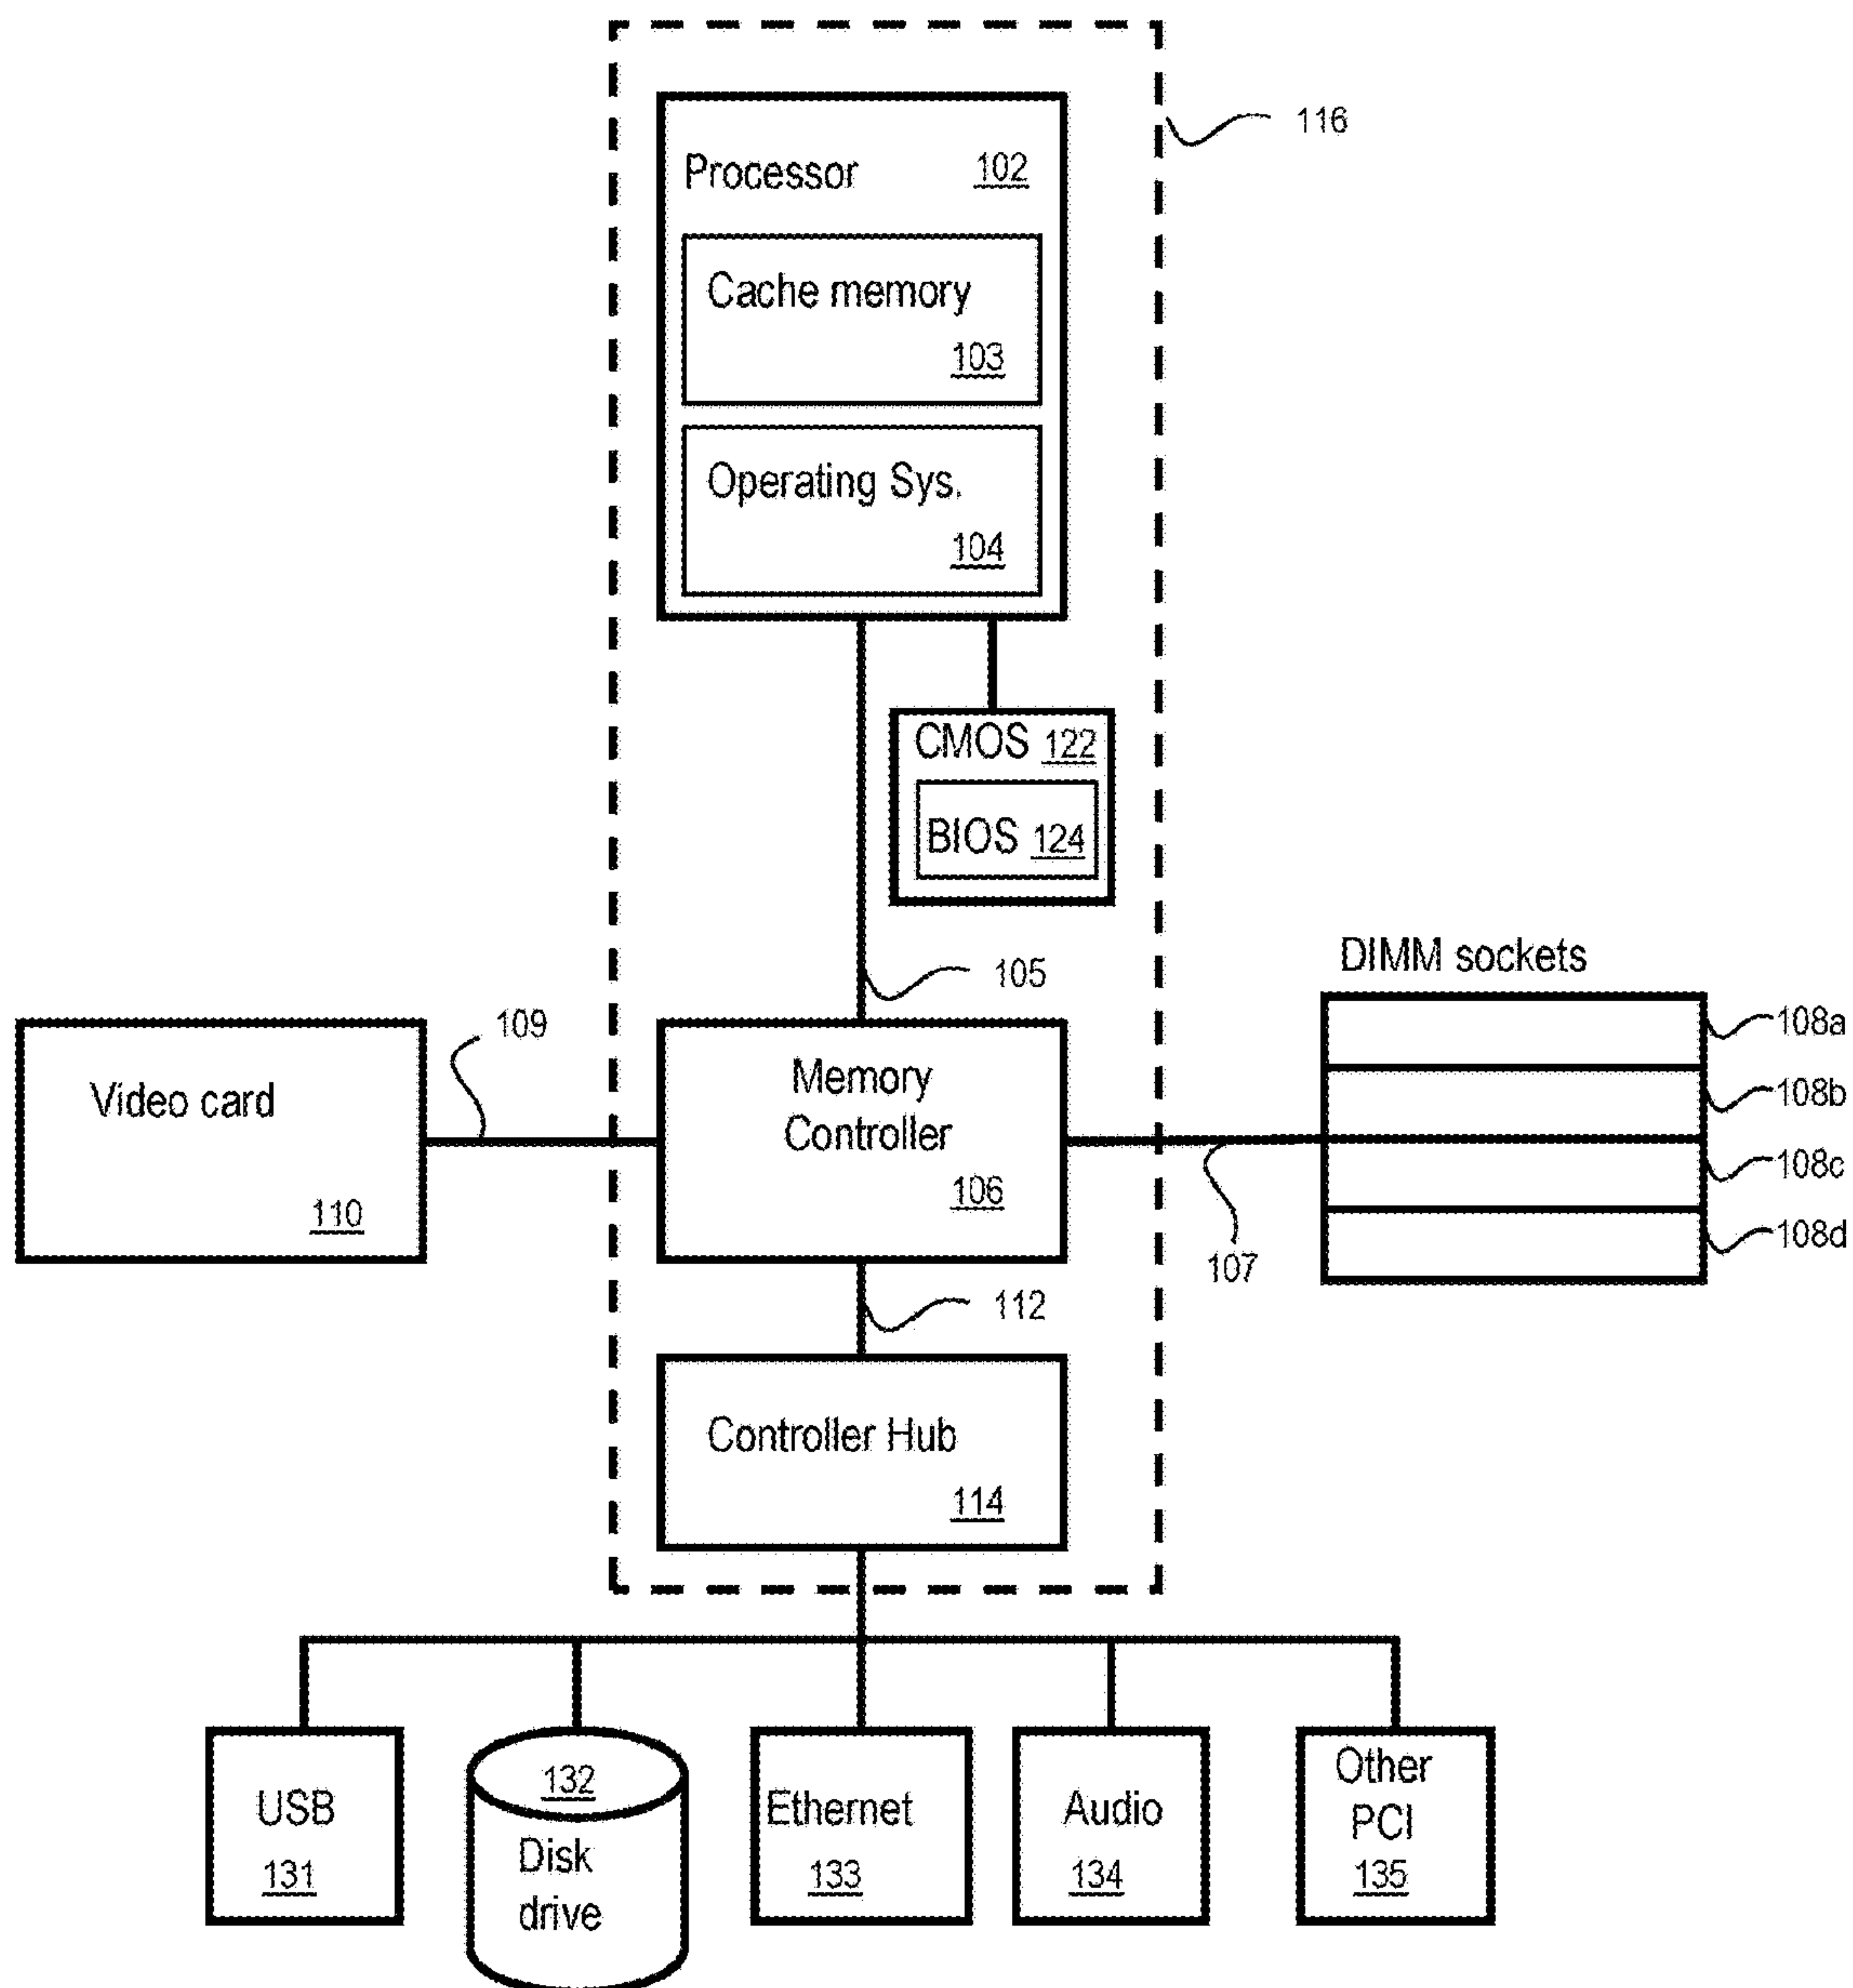 116
Processor 102
Cache memory
103
Operating Sys.
104
CMOS 122
BIOS 124
105
DIMM sockets
108a
108b
108c
108d
109
Video card
110
Memory
Controller
106
107
112
Controller Hub
114
USB
131
132
Disk
drive
Ethernet
133
Audio
134
Other
PCI
135